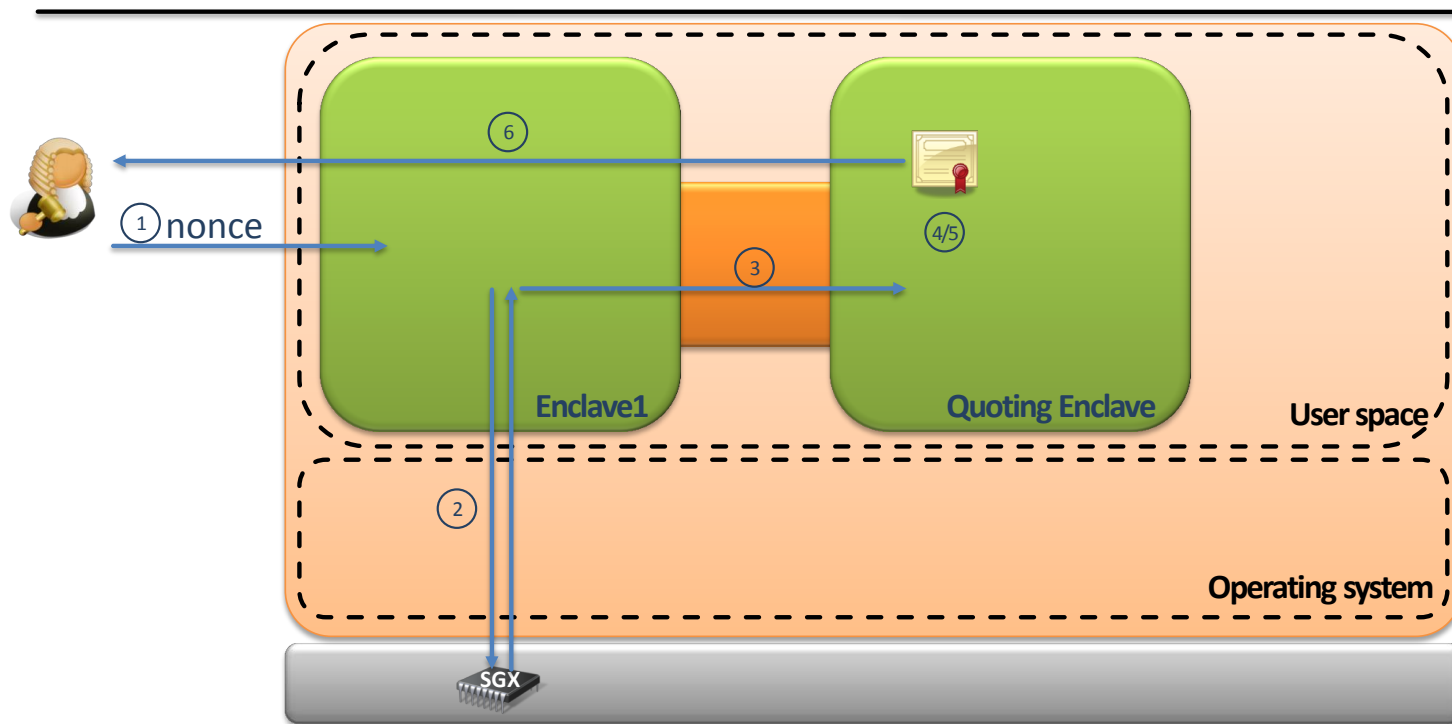 6
1 nonce
4/5
3
Enclave1
Quoting Enclave
User space
2
Operating system
SGX